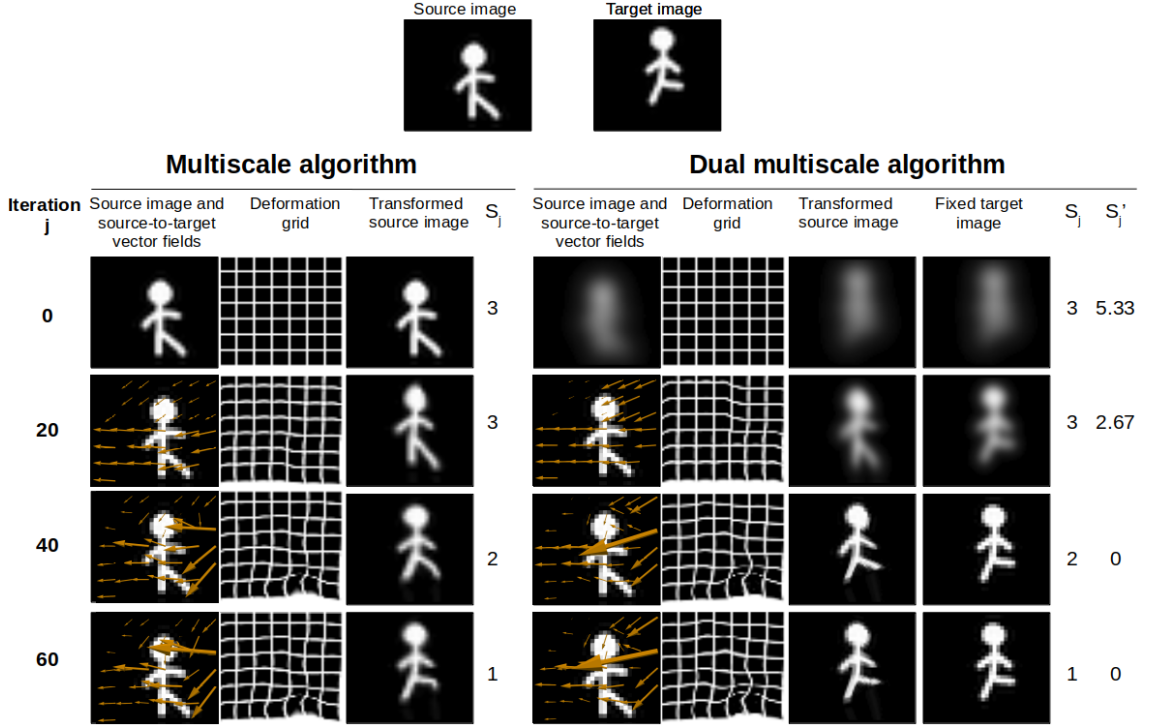 Source image
Target image
Multiscale algorithm
Dual multiscale algorithm
Iteration
j
Source image and
source-to-target
vector fields
Deformation
grid
Transformed
source image
Sj
Source image and
source-to-target
vector fields
Deformation
grid
Transformed
source image
Fixed target
image
Sj
Sj'
0
3
3
5.33
20
3
3
2.67
40
2
2
0
60
1
1
0